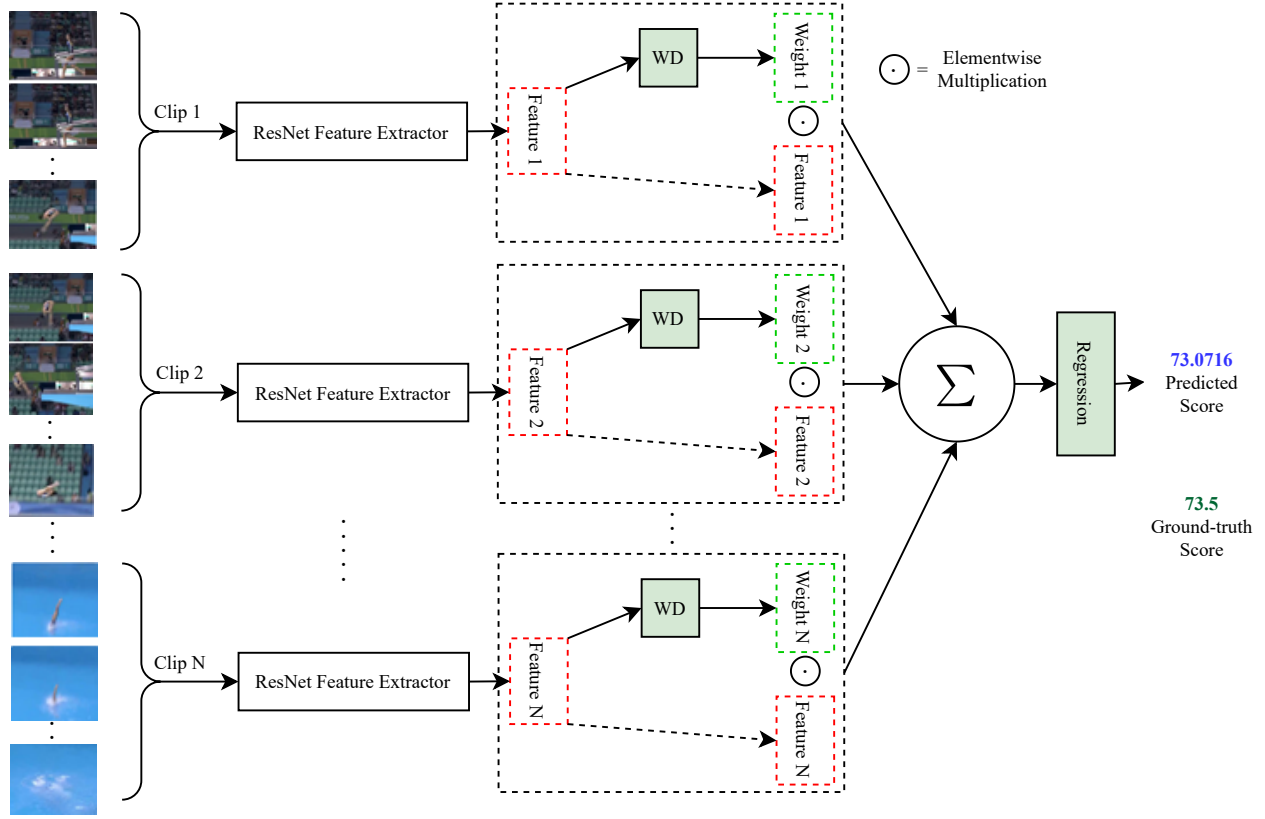 Clip 1
ResNet Feature Extractor
Feature 1
WD
Weight 1
Feature 1
= Elementwise
Multiplication
Clip 2
ResNet Feature Extractor
Feature 2
WD
Weight 2
Feature 2
Σ
Regression
73.0716
Predicted
Score
73.5
Ground-truth
Score
Clip N
ResNet Feature Extractor
Feature N
WD
Weight N
Feature N